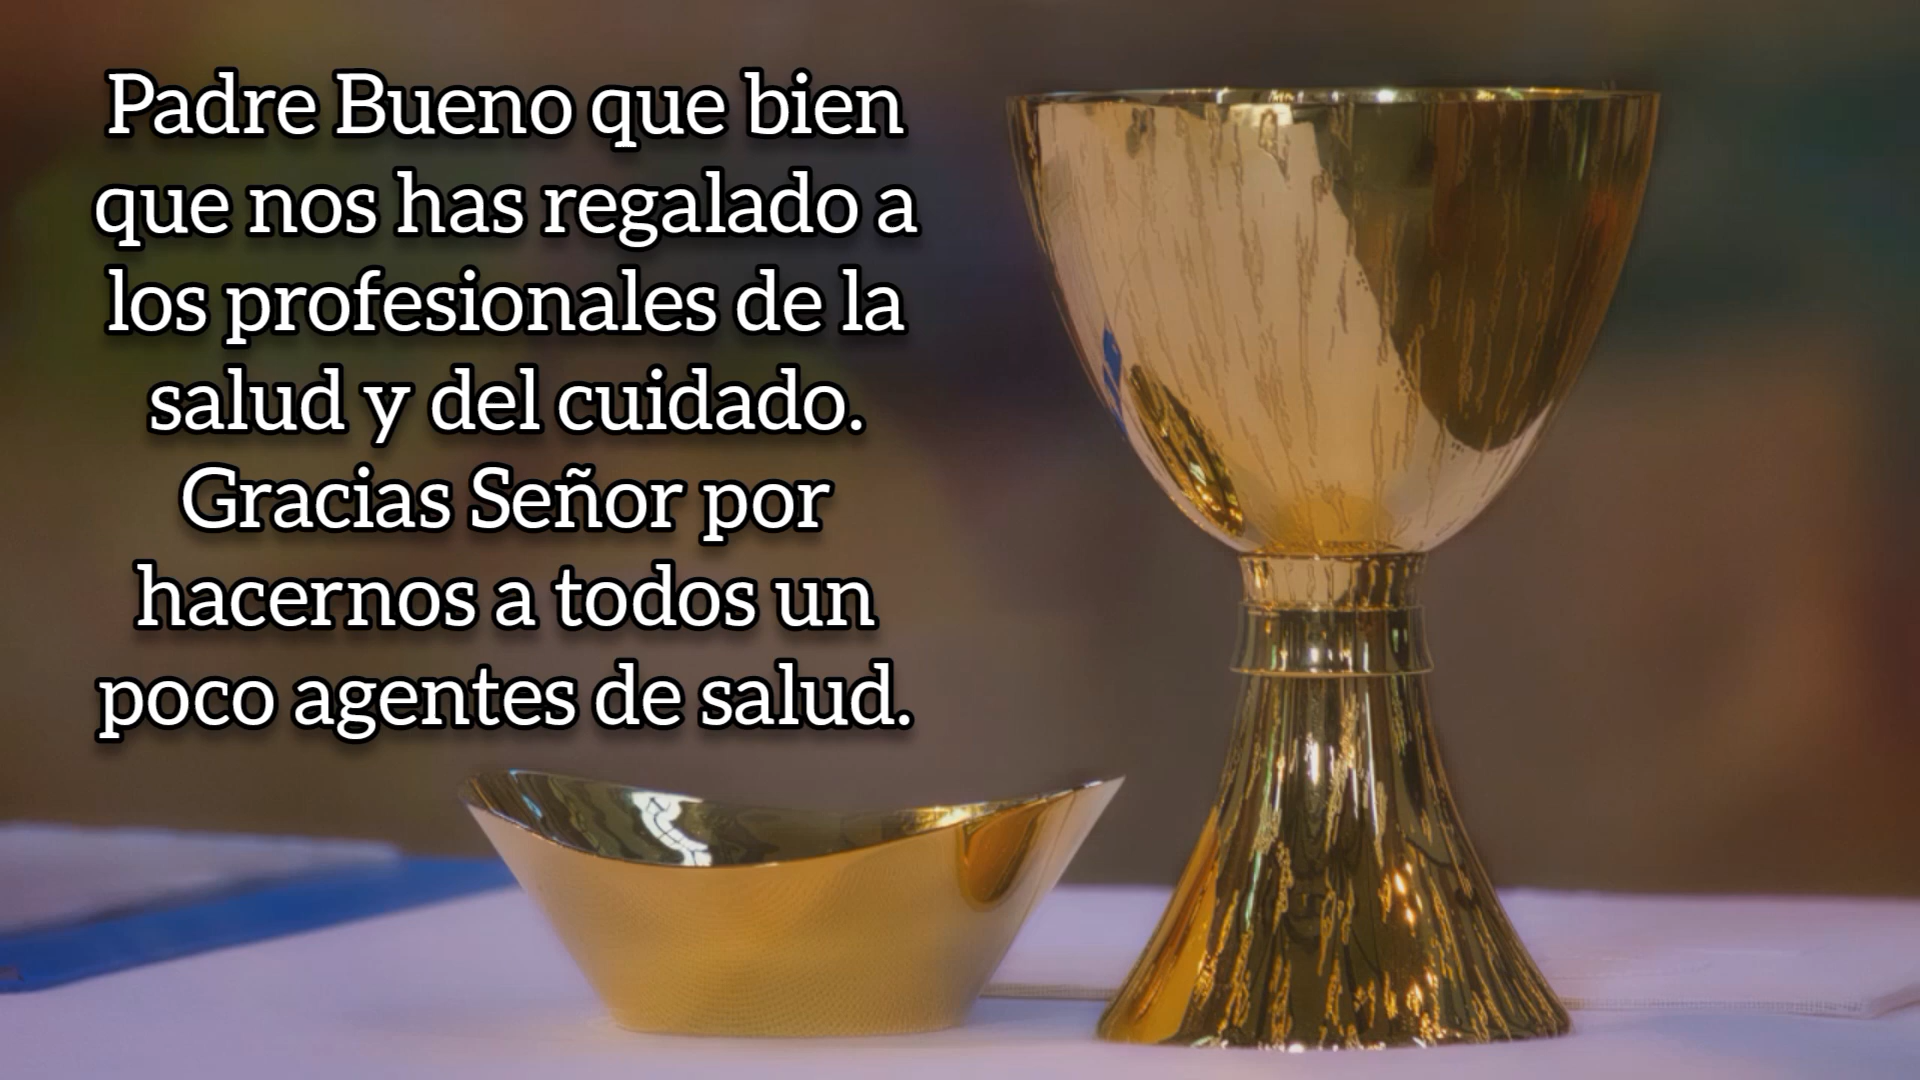 Padre Bueno que bien
que nos has regalado a
los profesionales de la
salud y del cuidado.
Gracias Señor por
hacernos a todos un
poco agentes de salud.